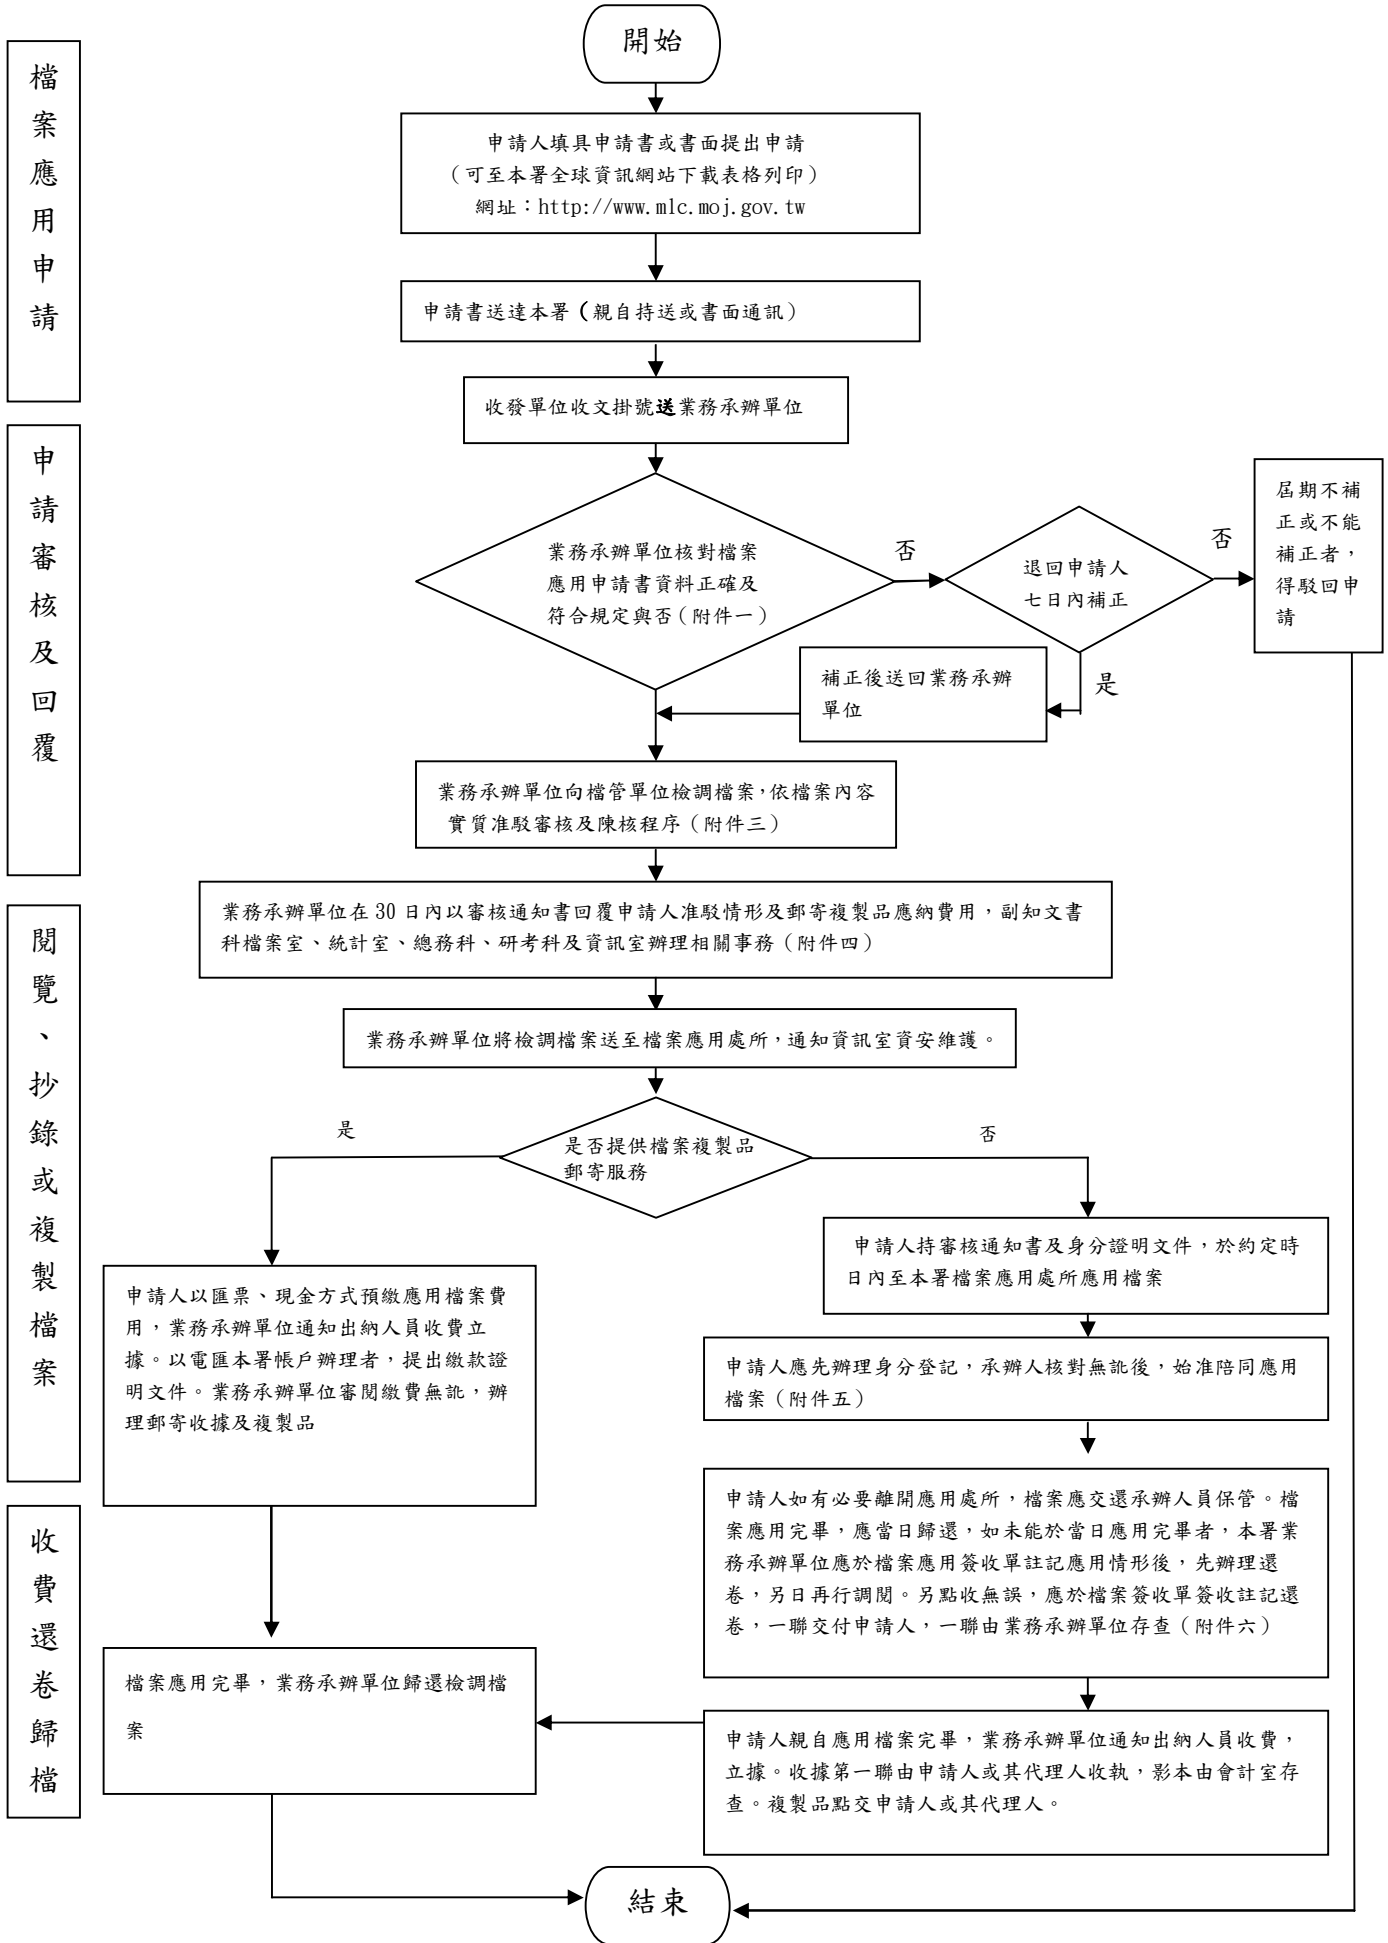 開始
檔案應用申請
申請人填具申請書或書面提出申請
（可至本署全球資訊網站下載表格列印）
網址：http://www.mlc.moj.gov.tw
申請書送達本署（親自持送或書面通訊）
收發單位收文掛號送業務承辦單位
申請審核及回覆
業務承辦單位核對檔案
應用申請書資料正確及
符合規定與否（附件一）
否
退回申請人
七日內補正
否
屆期不補
正或不能
補正者，
得駁回申
請
是
補正後送回業務承辦
單位
業務承辦單位向檔管單位檢調檔案，依檔案內容
實質准駁審核及陳核程序（附件三）
業務承辦單位在 30 日內以審核通知書回覆申請人准駁情形及郵寄複製品應納費用，副知文書
科檔案室、統計室、總務科、研考科及資訊室辦理相關事務（附件四）
閱覽、抄錄或複製檔案
業務承辦單位將檢調檔案送至檔案應用處所，通知資訊室資安維護。
是否提供檔案複製品
郵寄服務
是
否
申請人以匯票、現金方式預繳應用檔案費
用，業務承辦單位通知出納人員收費立
據。以電匯本署帳戶辦理者，提出繳款證
明文件。業務承辦單位審閱繳費無訛，辦
理郵寄收據及複製品
申請人持審核通知書及身分證明文件，於約定時
日內至本署檔案應用處所應用檔案
申請人應先辦理身分登記，承辦人核對無訛後，始准陪同應用
檔案（附件五）
申請人如有必要離開應用處所，檔案應交還承辦人員保管。檔
案應用完畢，應當日歸還，如未能於當日應用完畢者，本署業
務承辦單位應於檔案應用簽收單註記應用情形後，先辦理還
卷，另日再行調閱。另點收無誤，應於檔案簽收單簽收註記還
卷，一聯交付申請人，一聯由業務承辦單位存查（附件六）
收費還卷歸檔
檔案應用完畢，業務承辦單位歸還檢調檔
案
申請人親自應用檔案完畢，業務承辦單位通知出納人員收費，
立據。收據第一聯由申請人或其代理人收執，影本由會計室存
查。複製品點交申請人或其代理人。
結束